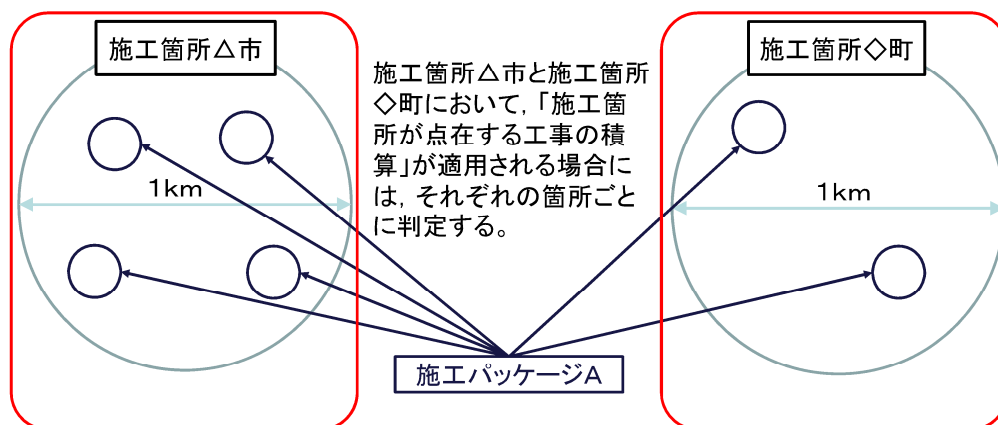 施工箇所△市
施工箇所◇町
施工箇所△市と施工箇所
◇町において,「施工箇
所が点在する工事の積
算」が適用される場合に
は,それぞれの箇所ごと
に判定する。
1km
1km
施工パッケージA